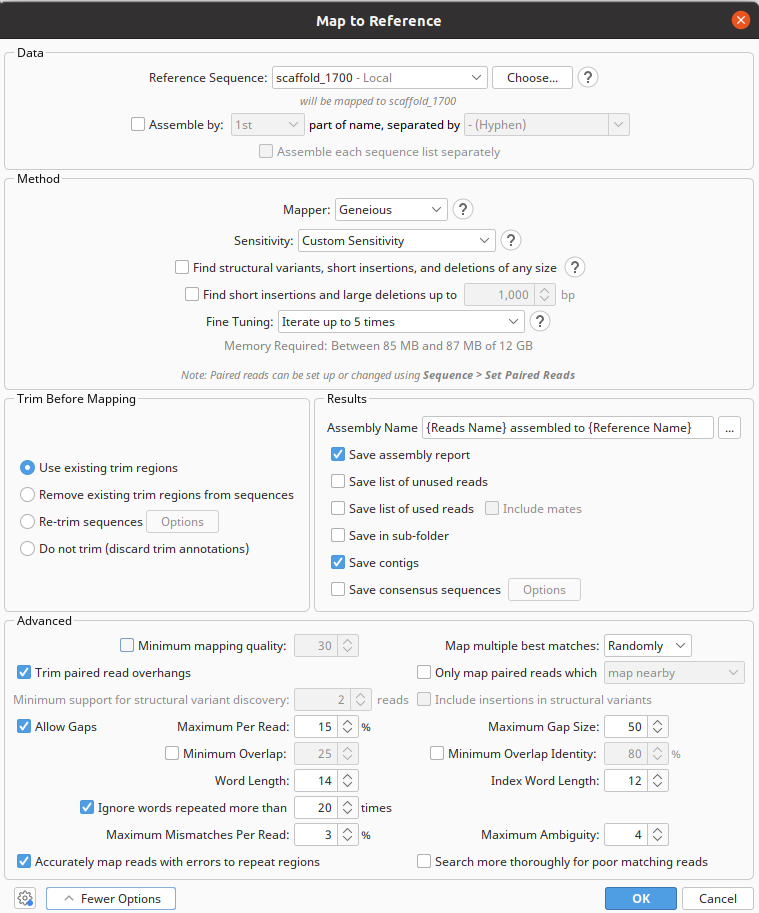 Map to Reference
Data
Reference Sequence: scaffold_1700 - Local Choose... ?
will be mapped to scaffold_1700
Assemble by: 1st part of name, separated by - (Hyphen)
Assemble each sequence list separately
Method
Mapper: Geneious ?
Sensitivity: Custom Sensitivity ?
Find structural variants, short insertions, and deletions of any size ?
Find short insertions and large deletions up to 1,000 bp
Fine Tuning: Iterate up to 5 times ?
Memory Required: Between 85 MB and 87 MB of 12 GB
Note: Paired reads can be set up or changed using Sequence > Set Paired Reads
Trim Before Mapping
Use existing trim regions
Remove existing trim regions from sequences
Re-trim sequences Options
Do not trim (discard trim annotations)
Results
Assembly Name {Reads Name} assembled to {Reference Name} ...
Save assembly report
Save list of unused reads
Save list of used reads Include mates
Save in sub-folder
Save contigs
Save consensus sequences Options
Advanced
Minimum mapping quality: 30 Map multiple best matches: Randomly
Trim paired read overhangs Only map paired reads which map nearby
Minimum support for structural variant discovery: 2 reads Include insertions in structural variants
Allow Gaps Maximum Per Read: 15 % Maximum Gap Size: 50
Minimum Overlap: 25 Minimum Overlap Identity: 80 %
Word Length: 14 Index Word Length: 12
Ignore words repeated more than 20 times
Maximum Mismatches Per Read: 3 % Maximum Ambiguity: 4
Accurately map reads with errors to repeat regions Search more thoroughly for poor matching reads
Fewer Options OK Cancel